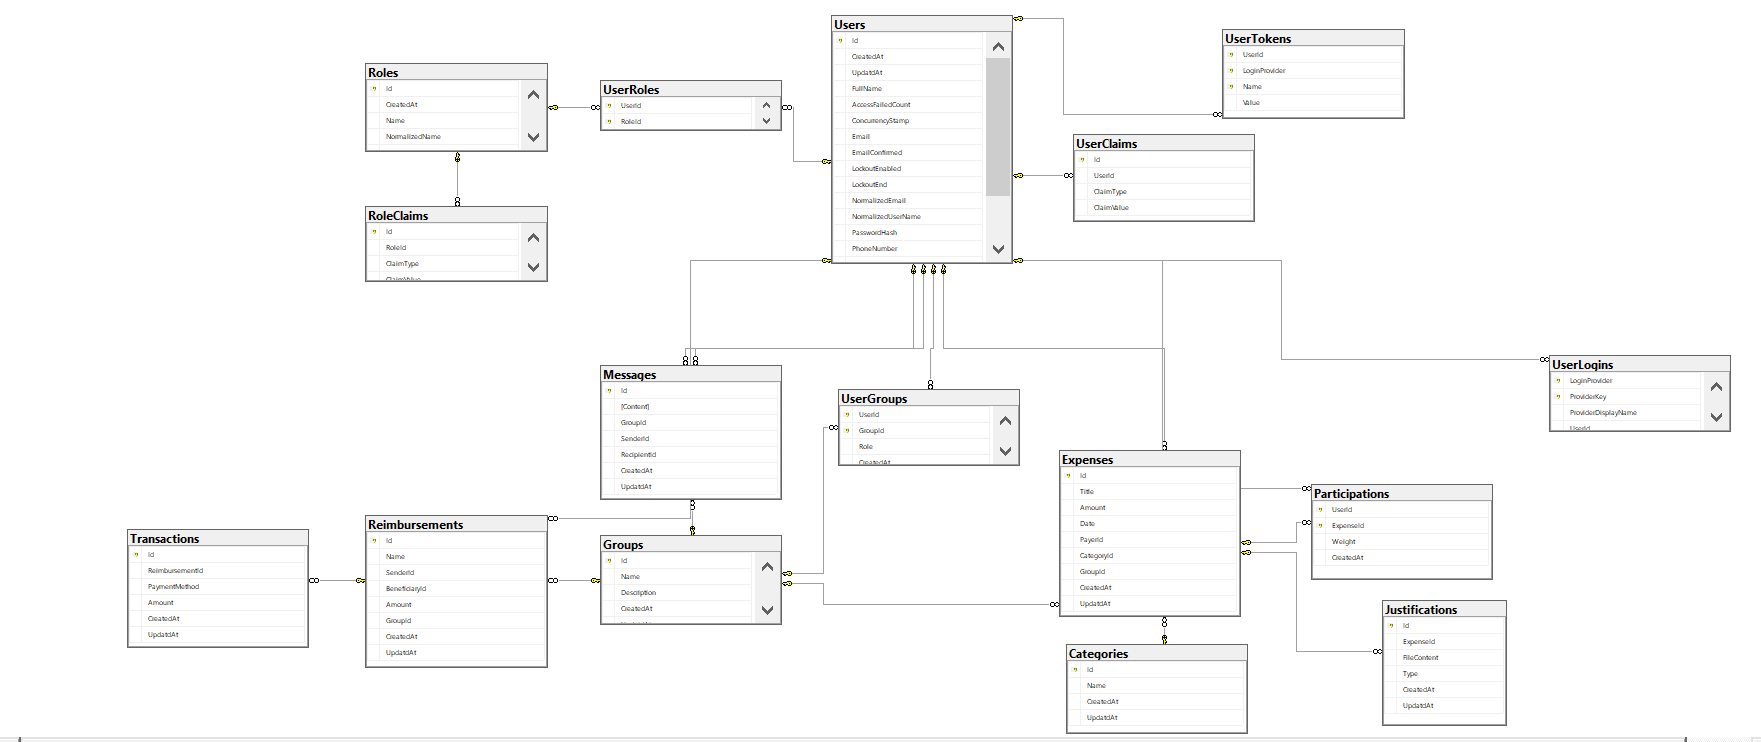 Users
Id
CreatedAt
UpdatdAt
FullName
AccessFailedCount
ConcurrencyStamp
Email
EmailConfirmed
LockoutEnabled
LockoutEnd
NormalizedEmail
NormalizedUserName
PasswordHash
PhoneNumber
UserTokens
UserId
LoginProvider
Name
Value
Roles
Id
CreatedAt
Name
NormalizedName
UserRoles
UserId
RoleId
UserClaims
Id
UserId
ClaimType
ClaimValue
RoleClaims
Id
RoleId
ClaimType
ClaimValue
Messages
Id
[Content]
GroupId
SenderId
RecipientId
CreatedAt
UpdatdAt
UserGroups
UserId
GroupId
Role
CreatedAt
UserLogins
LoginProvider
ProviderKey
ProviderDisplayName
UserId
Expenses
Id
Title
Amount
Date
PayerId
CategoryId
GroupId
CreatedAt
UpdatdAt
Participations
UserId
ExpenseId
Weight
CreatedAt
Transactions
Id
ReimbursementId
PaymentMethod
Amount
CreatedAt
UpdatdAt
Reimbursements
Id
Name
SenderId
BeneficiaryId
Amount
GroupId
CreatedAt
UpdatdAt
Groups
Id
Name
Description
CreatedAt
Justifications
Id
ExpenseId
FileContent
Type
CreatedAt
UpdatdAt
Categories
Id
Name
CreatedAt
UpdatdAt